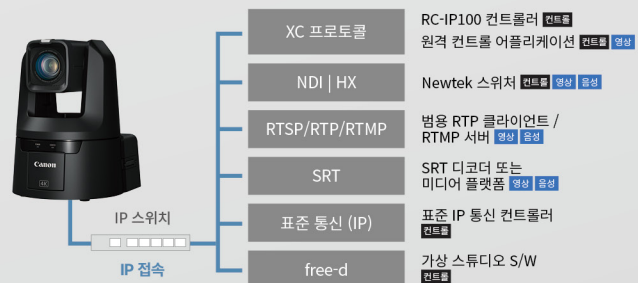 XC 프로토콜
RC-IP100 컨트롤러 컨트롤
원격 컨트롤 어플리케이션 컨트롤 영상
NDI | HX
Newtek 스위처 컨트롤 영상 음성
RTSP/RTP/RTMP
범용 RTP 클라이언트 /
RTMP 서버 영상 음성
SRT
SRT 디코더 또는
미디어 플랫폼 영상 음성
표준 통신 (IP)
표준 IP 통신 컨트롤러
컨트롤
free-d
가상 스튜디오 S/W
컨트롤
Canon
4K
IP 스위치
IP 접속